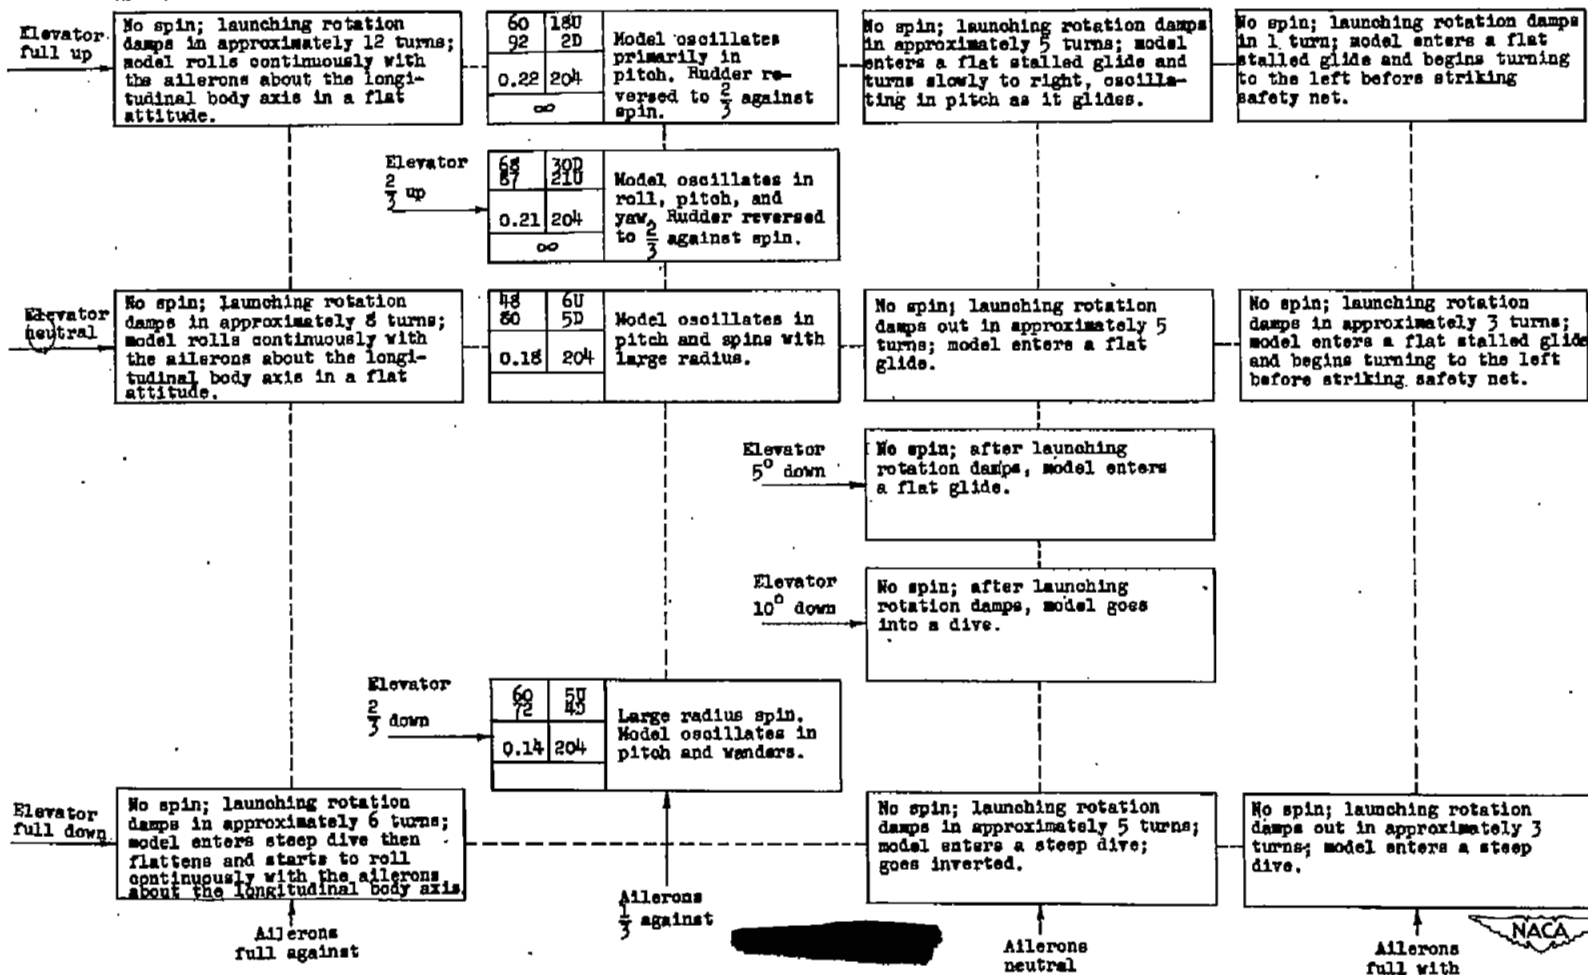 Elevator
full up
No spin; launching rotation
damps in approximately 12 turns;
model rolls continuously with
the ailerons about the longi-
tudinal body axis in a flat
attitude.
60 18U
92 2D
0.22 204
∞
Model oscillates
primarily in
pitch. Rudder re-
versed to 2/3 against
spin.
No spin; launching rotation damps
in approximately 5 turns; model
enters a flat stalled glide and
turns slowly to right, oscilla-
ting in pitch as it glides.
No spin; launching rotation damps
in 1 turn; model enters a flat
stalled glide and begins turning
to the left before striking
safety net.
Elevator
2/3 up
68 30D
87 21U
0.21 204
∞
Model oscillates in
roll, pitch, and
yaw. Rudder reversed
to 2/3 against spin.
Elevator
neutral
No spin; launching rotation
damps in approximately 8 turns;
model rolls continuously with
the ailerons about the longi-
tudinal body axis in a flat
attitude.
48 6U
80 5D
0.18 204
Model oscillates in
pitch and spins with
large radius.
No spin; launching rotation
damps out in approximately 5
turns; model enters a flat
glide.
No spin; launching rotation
damps in approximately 3 turns;
model enters a flat stalled glide
and begins turning to the left
before striking safety net.
Elevator
5° down
No spin; after launching
rotation damps, model enters
a flat glide.
Elevator
10° down
No spin; after launching
rotation damps, model goes
into a dive.
Elevator
2/3 down
60 5U
72 4D
0.14 204
Large radius spin.
Model oscillates in
pitch and wanders.
Elevator
full down
No spin; launching rotation
damps in approximately 6 turns;
model enters steep dive then
flattens and starts to roll
continuously with the ailerons
about the longitudinal body axis.
No spin; launching rotation
damps in approximately 5 turns;
model enters a steep dive;
goes inverted.
No spin; launching rotation
damps out in approximately 3
turns; model enters a steep
dive.
Ailerons
full against
Ailerons
1/3 against
Ailerons
neutral
Ailerons
full with
NACA